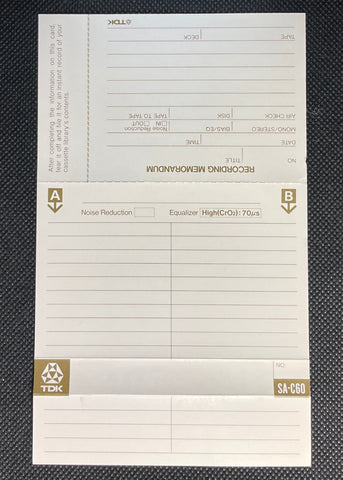 After completing the information on this card,
tear it off and file it for an instant record of your
cassette library's contents.
RECORDING MEMORANDUM
NO.
TITLE
DATE
TIME
MONO/STEREO
BIAS/EQ
Noise Reduction
□IN □OUT
AIR CHECK
DISK
TAPE TO TAPE
TAPE
DECK
TDK
A
B
Noise Reduction
Equalizer High(CrO₂): 70μs
TDK
NO.
SA-C60